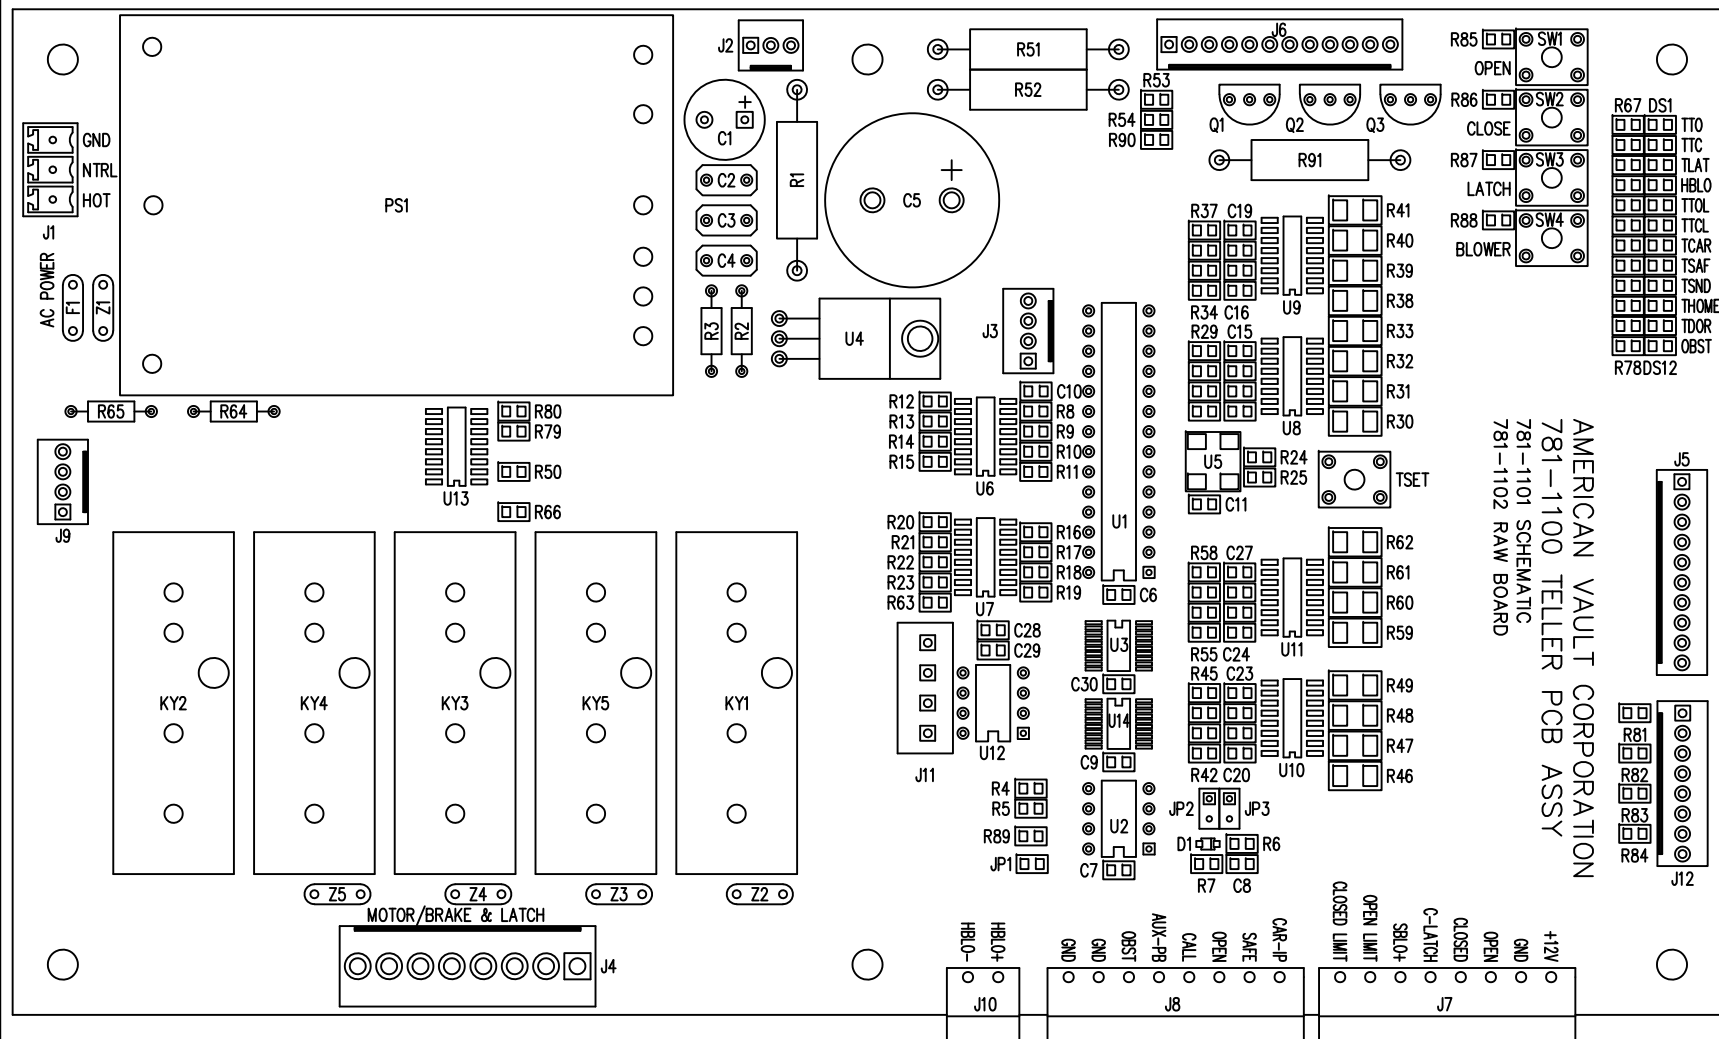 J1
GND
NTRL
HOT
AC POWER
F1
Z1
PS1
J2
C1
C2
C3
C4
R1
R3
R2
C5
U4
R51
R52
J6
R53
R54
R90
Q1
Q2
Q3
R91
R85
SW1
OPEN
R86
SW2
CLOSE
R87
SW3
LATCH
R88
SW4
BLOWER
R67 DS1
TTO
TTC
TLAT
HBLO
TTOL
TTCL
TCAR
TSAF
TSND
THOME
TDOR
OBST
R78DS12
J3
R37 C19
R34 C16
U9
R41
R40
R39
R38
R29 C15
U8
R33
R32
R31
R30
R65
R64
U13
R80
R79
R50
R66
J9
R12
R13
R14
R15
U6
C10
R8
R9
R10
R11
U1
U5
R24
R25
C11
TSET
R20
R21
R22
R23
R63
U7
R16
R17
R18
R19
C6
R58 C27
R55 C24
U11
R62
R61
R60
R59
R45 C23
R42 C20
U10
R49
R48
R47
R46
AMERICAN VAULT CORPORATION
781-1100 TELLER PCB ASSY
781-1101 SCHEMATIC
781-1102 RAW BOARD
J5
R81
R82
R83
R84
J12
KY2
KY4
KY3
KY5
KY1
Z5
Z4
Z3
Z2
MOTOR/BRAKE & LATCH
J4
J11
C28
C29
U12
U3
C30
U14
C9
R4
R5
R89
JP1
U2
C7
JP2
JP3
D1
R6
R7
C8
HBLO-
HBLO+
J10
GND
GND
OBST
AUX-PB
CALL
OPEN
SAFE
CAR-IP
J8
CLOSED LIMIT
OPEN LIMIT
SBLO+
C-LATCH
CLOSED
OPEN
GND
+12V
J7